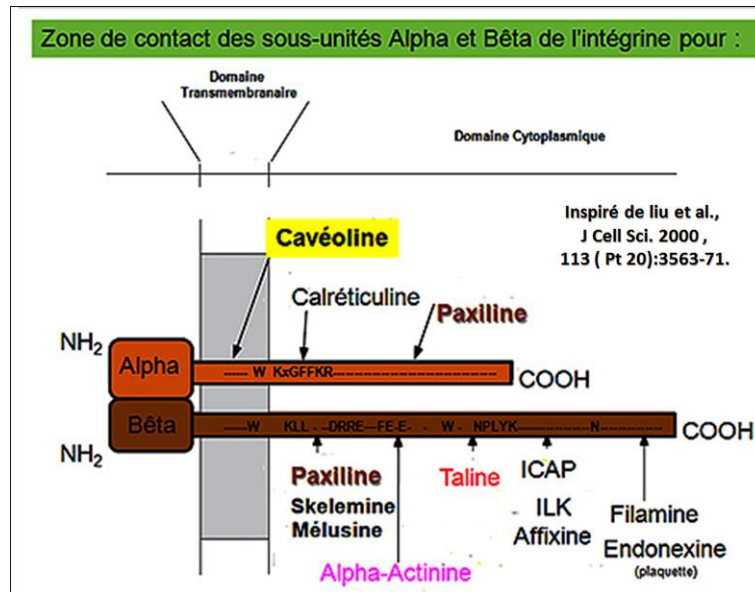 Zone de contact des sous-unités Alpha et Bêta de l'intégrine pour :
Domaine
Transmembranaire
Domaine Cytoplasmique
Inspiré de liu et al.,
J Cell Sci. 2000 ,
113 ( Pt 20):3563-71.
Cavéoline
Calréticuline
Paxiline
NH2
Alpha
----- W KxGFFKR--------------------------------------
COOH
Bêta
-----W KLL - -DRRE---FE-E- - - W - NPLYK--------------N------------
COOH
NH2
Paxiline
Skelemine
Mélusine
Alpha-Actinine
Taline
ICAP
ILK
Affixine
Filamine
Endonexine
(plaquette)